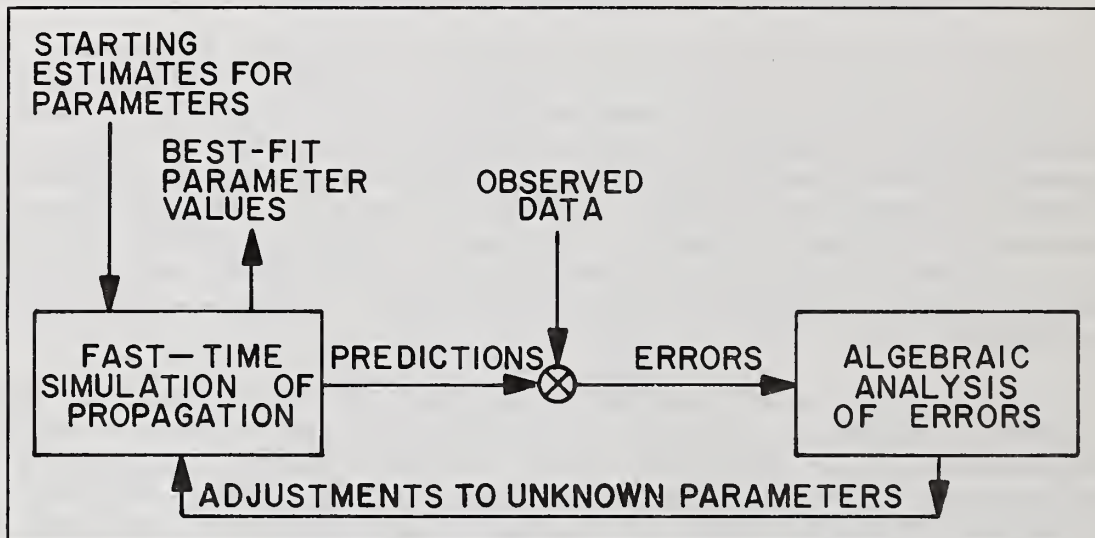 STARTING
ESTIMATES FOR
PARAMETERS
BEST-FIT
PARAMETER
VALUES
OBSERVED
DATA
FAST-TIME
SIMULATION OF
PROPAGATION
PREDICTIONS
ERRORS
ALGEBRAIC
ANALYSIS
OF ERRORS
ADJUSTMENTS TO UNKNOWN PARAMETERS